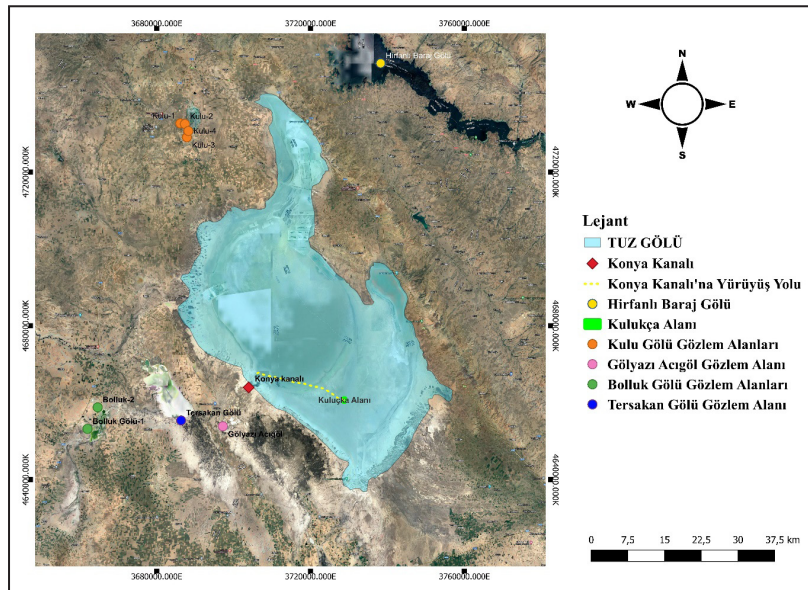 3680000.000E
3720000.000E
3760000.000E
Hirfanlı Baraj Gölü
Kulu-1
Kulu-2
Kulu-4
Kulu-3
4720000.000K
4720000.000K
4680000.000K
4680000.000K
Konya kanalı
Kuluçka Alanı
Bolluk-2
Tersakan Gölü
Bolluk Gölü-1
Gölyazı Acıgöl
4640000.000K
4640000.000K
3680000.000E
3720000.000E
3760000.000E
N
W
E
S
Lejant
TUZ GÖLÜ
Konya Kanalı
Konya Kanalı'na Yürüyüş Yolu
Hirfanlı Baraj Gölü
Kulukça Alanı
Kulu Gölü Gözlem Alanları
Gölyazı Acıgöl Gözlem Alanı
Bolluk Gölü Gözlem Alanları
Tersakan Gölü Gözlem Alanı
0 7,5 15 22,5 30 37,5 km